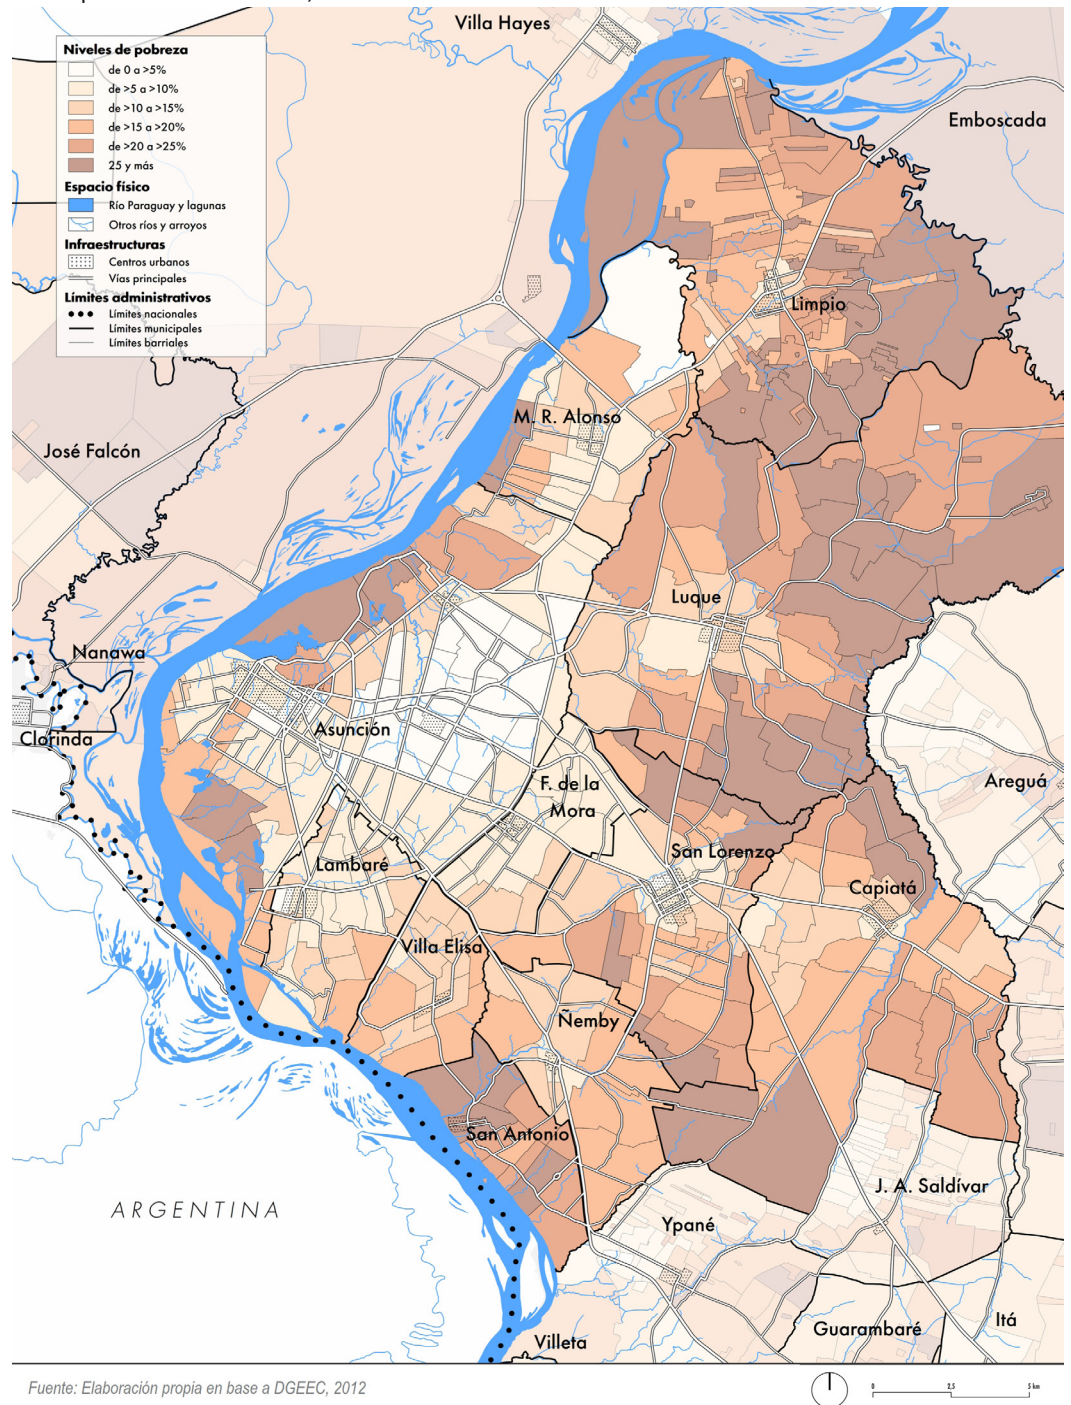 Villa Hayes
Niveles de pobreza
de 0 a >5%
de >5 a >10%
de >10 a >15%
de >15 a >20%
de >20 a >25%
25 y más
Espacio físico
Río Paraguay y lagunas
Otros ríos y arroyos
Infraestructuras
Centros urbanos
Vías principales
Límites administrativos
Límites nacionales
Límites municipales
Límites barriales
Emboscada
Limpio
M. R. Alonso
José Falcón
Luque
Nanawa
Clorinda
Asunción
Areguá
F. de la
Mora
San Lorenzo
Lambaré
Capiatá
Villa Elisa
Ñemby
San Antonio
J. A. Saldívar
ARGENTINA
Ypané
Itá
Guarambaré
Villeta
Fuente: Elaboración propia en base a DGEEC, 2012
0 2,5 5 km